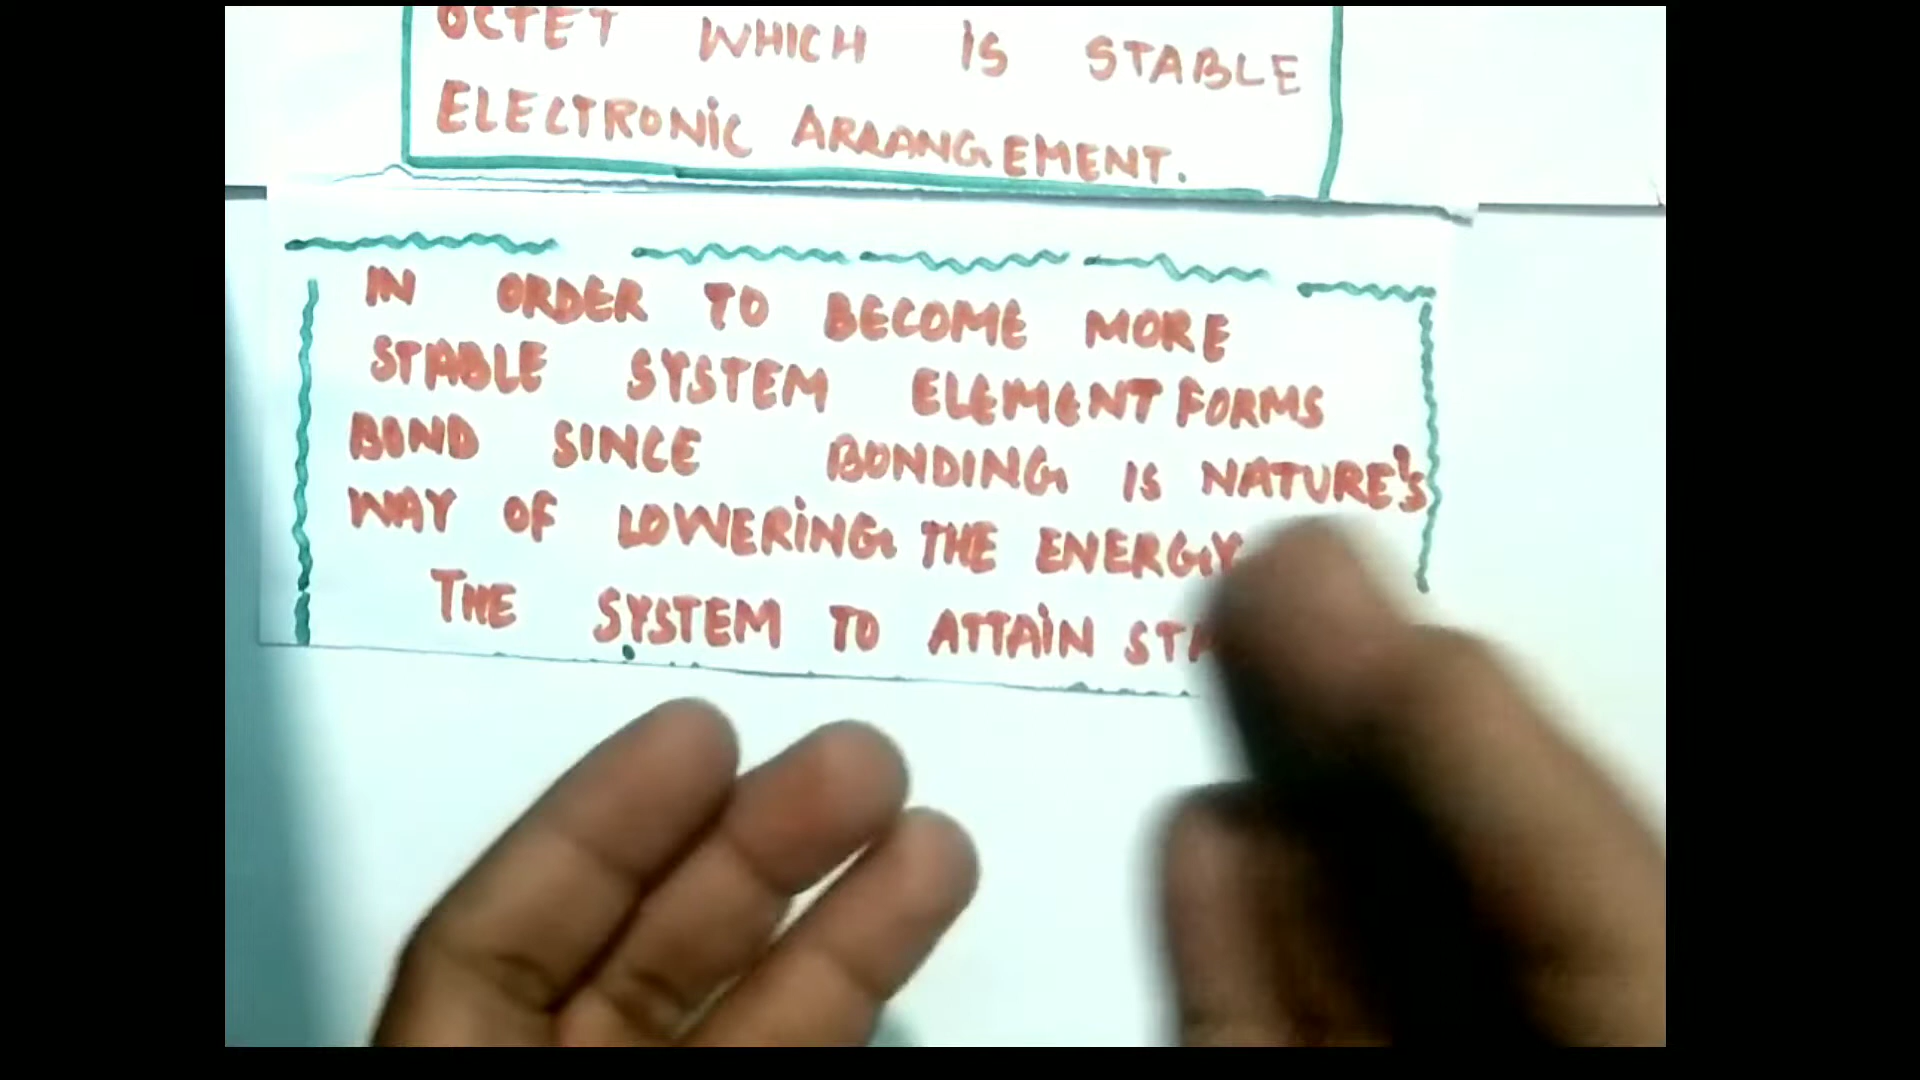 OCTET WHICH IS STABLE
ELECTRONIC ARRANGEMENT.
IN ORDER TO BECOME MORE
STABLE SYSTEM ELEMENT FORMS
BOND SINCE BONDING IS NATURE'S
WAY OF LOWERING THE ENERGY
THE SYSTEM TO ATTAIN